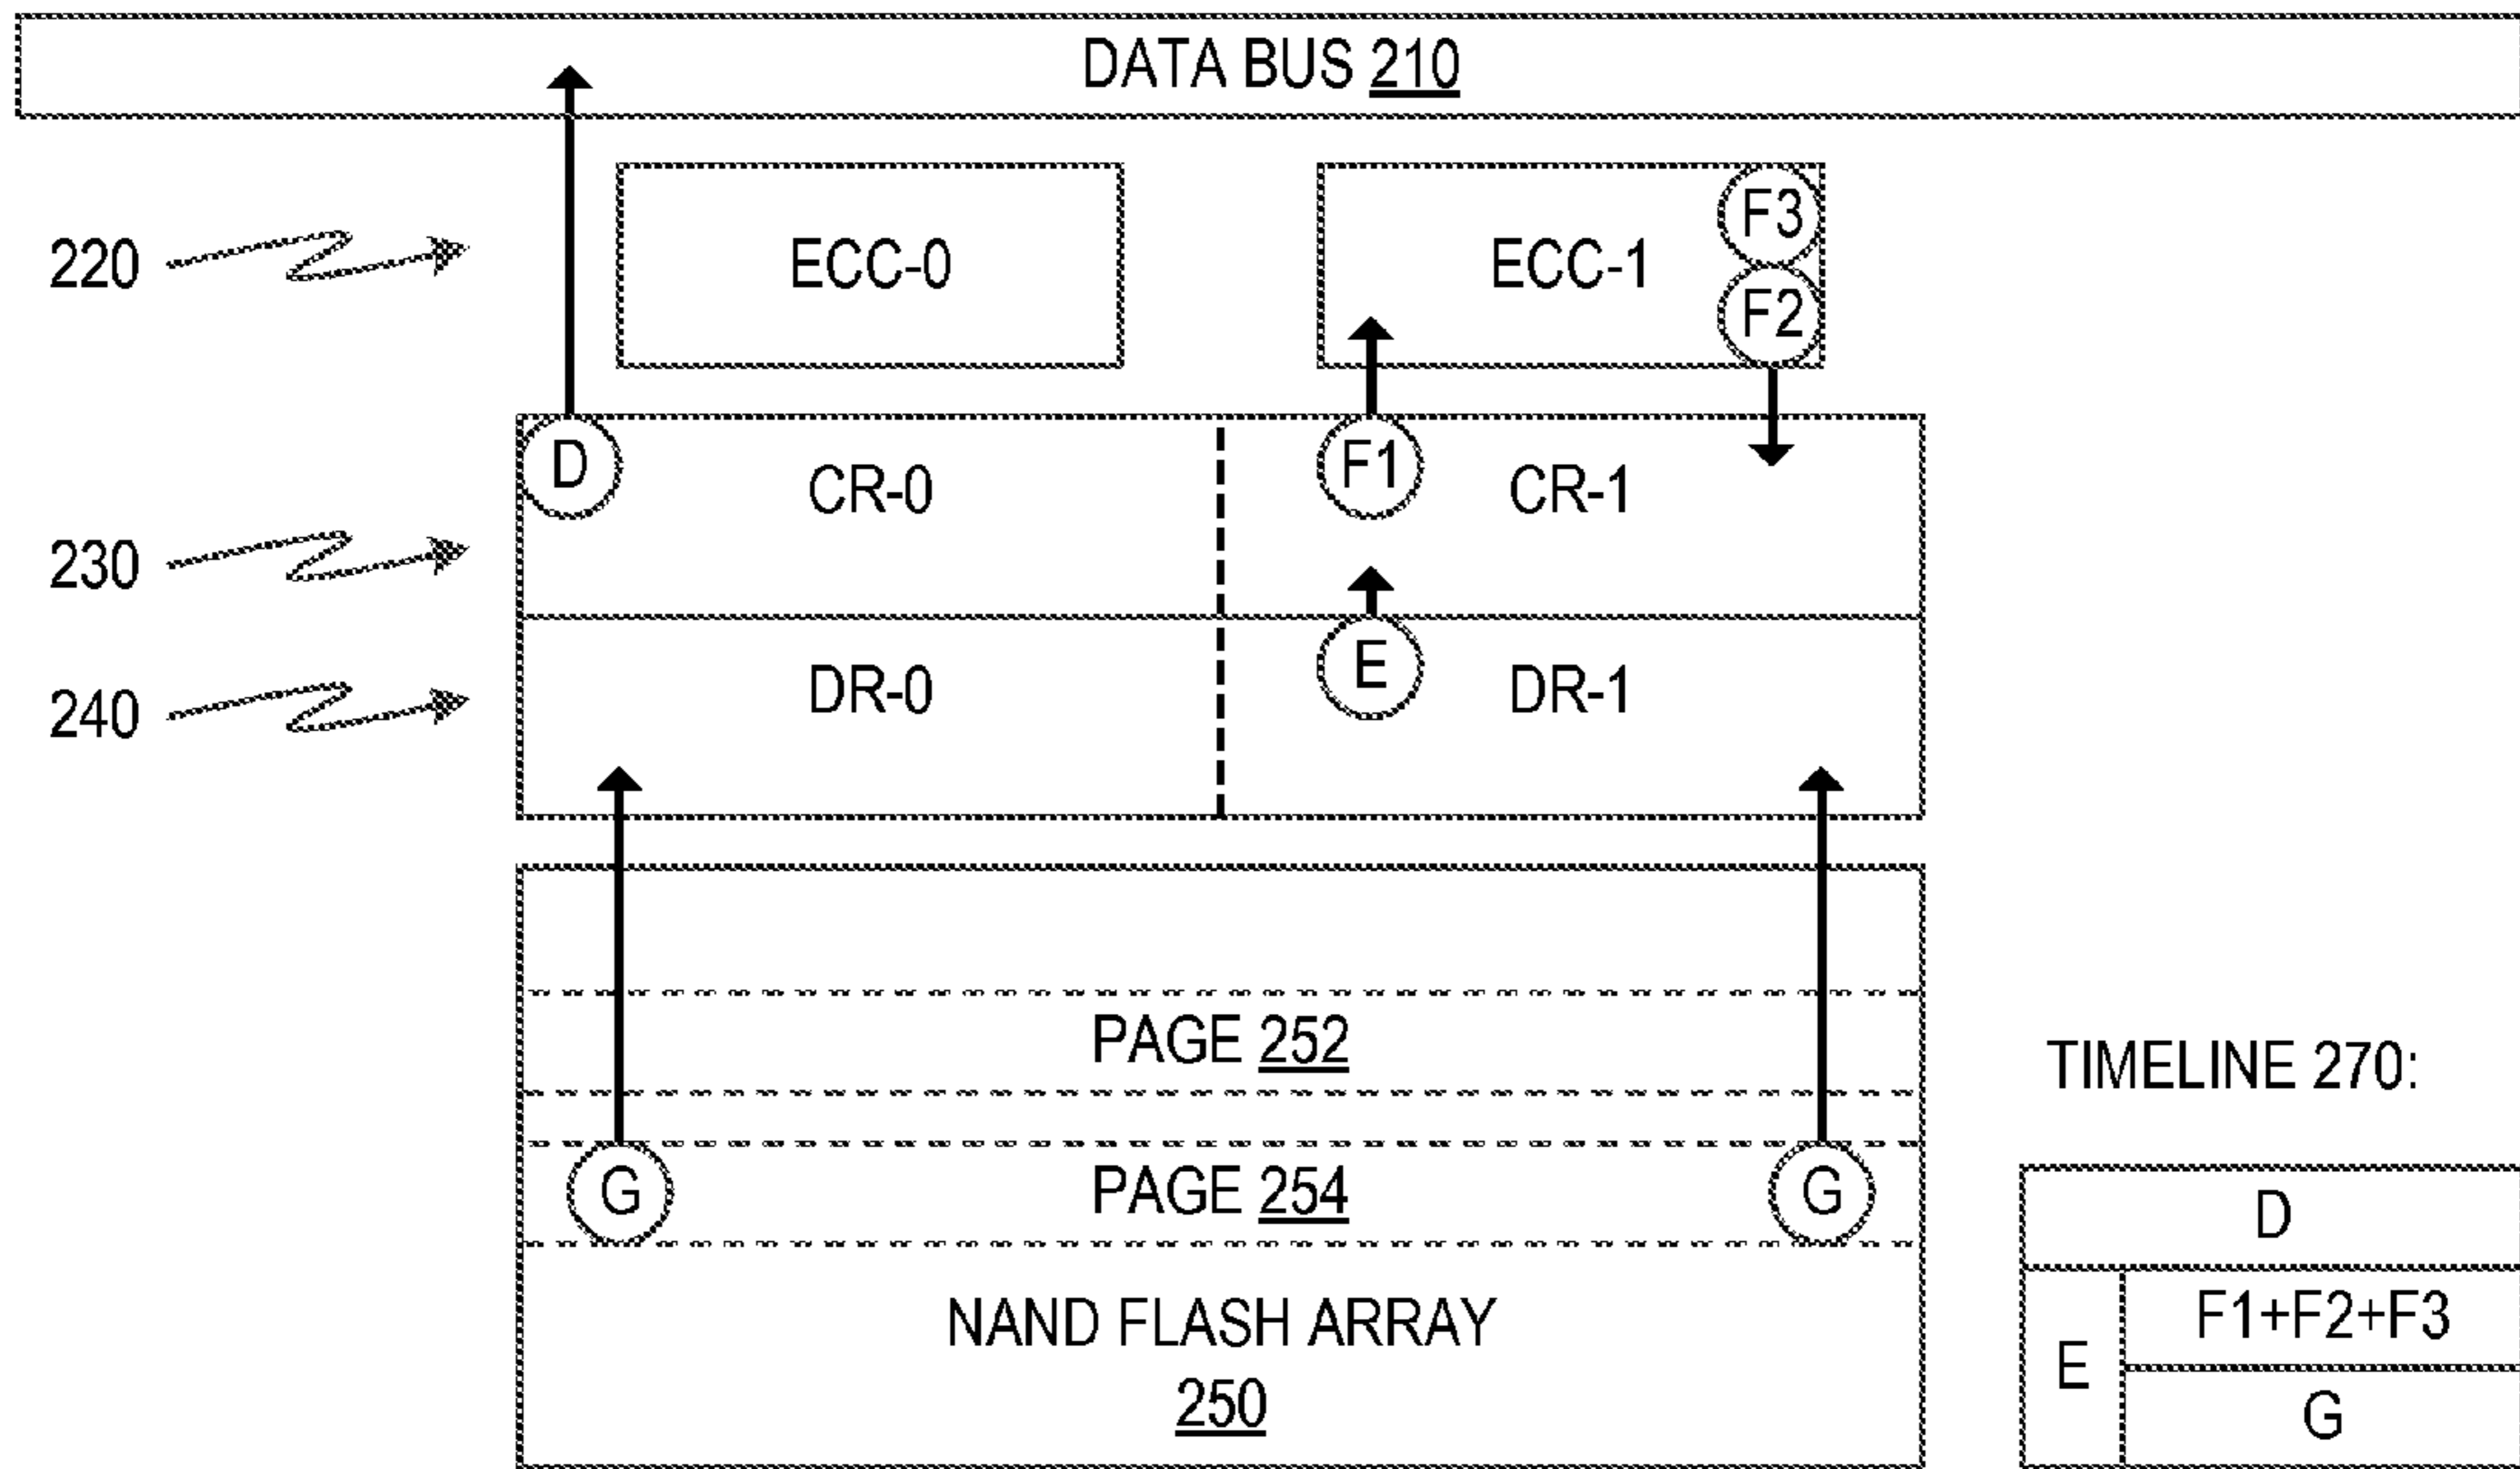 DATA BUS 210
220
ECC-0
ECC-1
F3
F2
230
D
CR-0
F1
CR-1
240
DR-0
E
DR-1
PAGE 252
G
PAGE 254
G
NAND FLASH ARRAY
250
TIMELINE 270:
D
E
F1+F2+F3
G